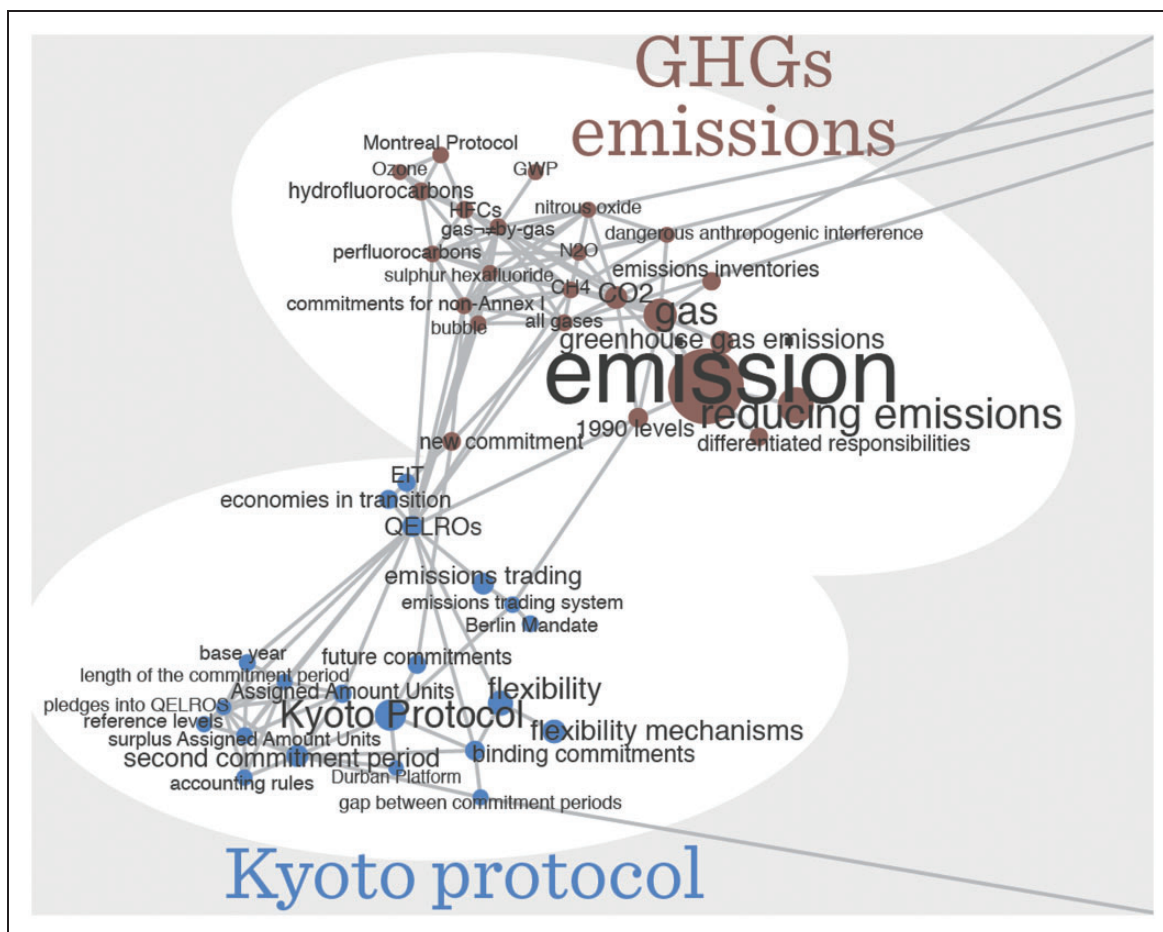 GHGs
emissions
Montreal Protocol
Ozone
GWP
hydrofluorocarbons
HFCs
nitrous oxide
gas¬≠by-gas
dangerous anthropogenic interference
perfluorocarbons
N2O
sulphur hexafluoride
emissions inventories
CH4
CO2
commitments for non-Annex I
gas
bubble
all gases
greenhouse gas emissions
emission
reducing emissions
1990 levels
new commitment
differentiated responsibilities
EIT
economies in transition
QELROs
emissions trading
emissions trading system
Berlin Mandate
base year
future commitments
length of the commitment period
Assigned Amount Units
flexibility
pledges into QELROS
Kyoto Protocol
reference levels
flexibility mechanisms
surplus Assigned Amount Units
second commitment period
binding commitments
Durban Platform
accounting rules
gap between commitment periods
Kyoto protocol